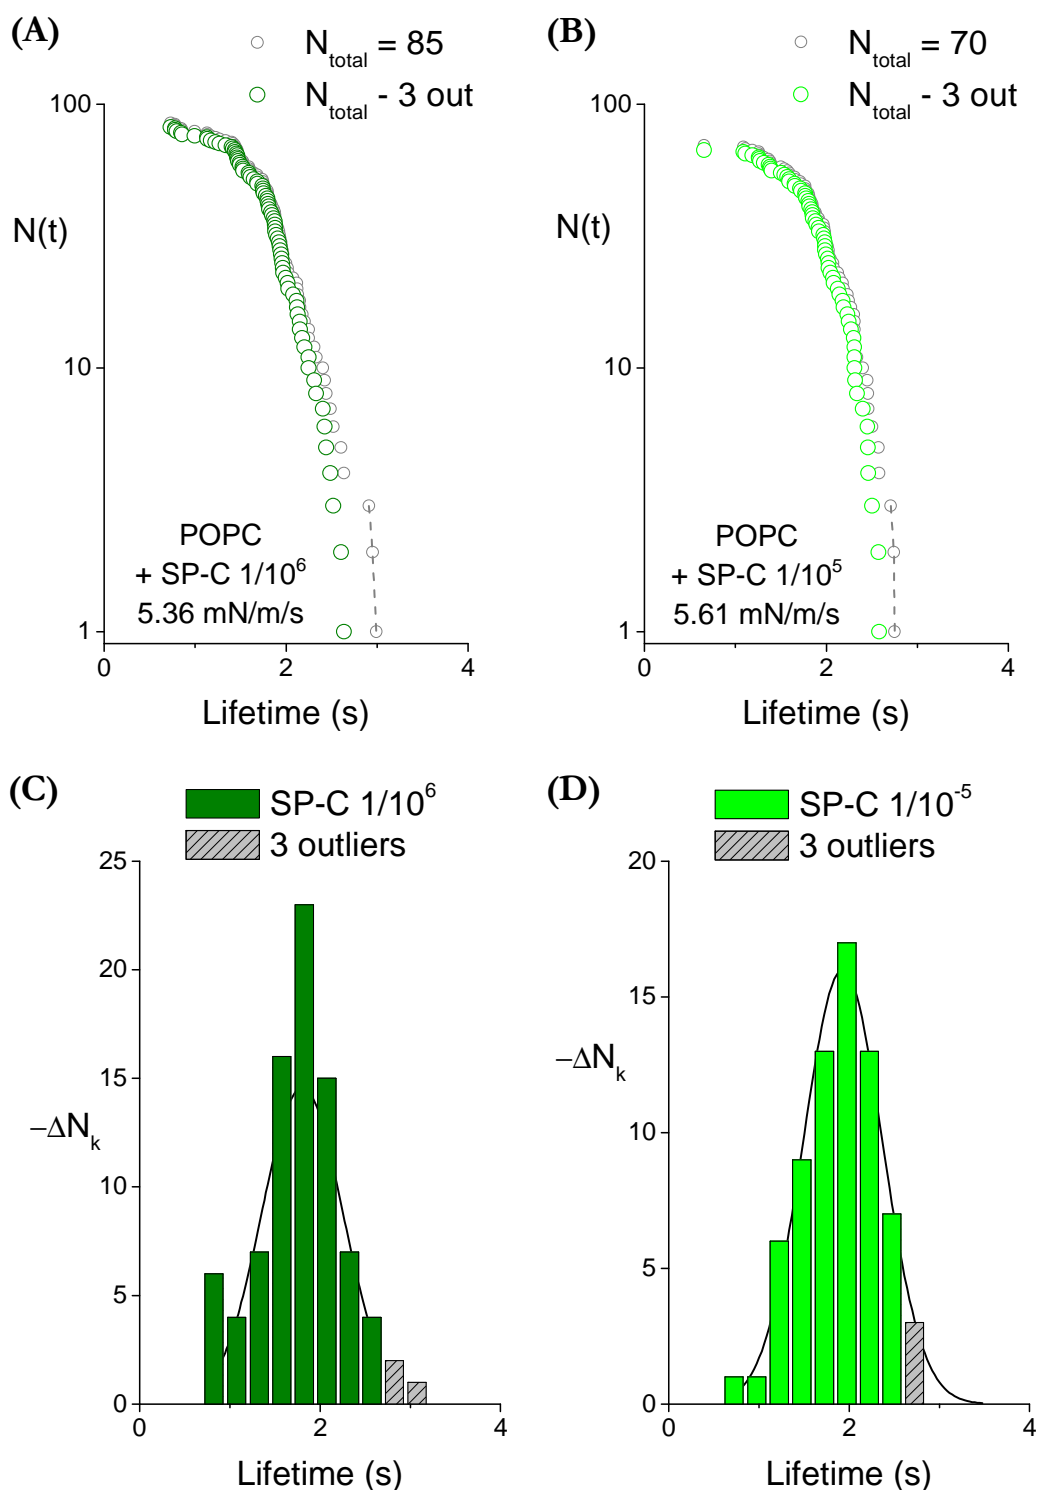 (A)
N_total = 85
N_total - 3 out
100
10
1
N(t)
POPC
+ SP-C 1/10^6
5.36 mN/m/s
0 2 4
Lifetime (s)
(B)
N_total = 70
N_total - 3 out
100
10
1
N(t)
POPC
+ SP-C 1/10^5
5.61 mN/m/s
0 2 4
Lifetime (s)
(C)
SP-C 1/10^6
3 outliers
25
20
15
10
5
0
−ΔN_k
0 2 4
Lifetime (s)
(D)
SP-C 1/10^-5
3 outliers
20
15
10
5
0
−ΔN_k
0 2 4
Lifetime (s)